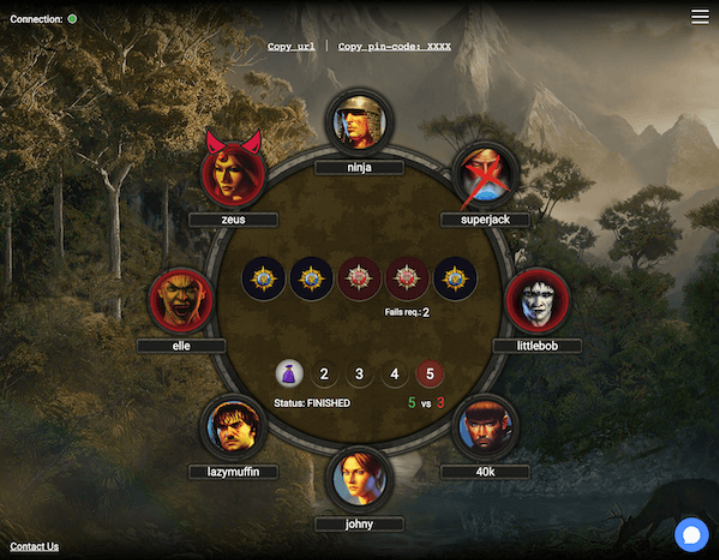 Connection:
Copy url | Copy pin-code: XXXX
ninja
zeus
superjack
Fails req.: 2
elle
littlebob
2 3 4 5
Status: FINISHED 5 vs 3
lazymuffin
40k
johny
Contact Us